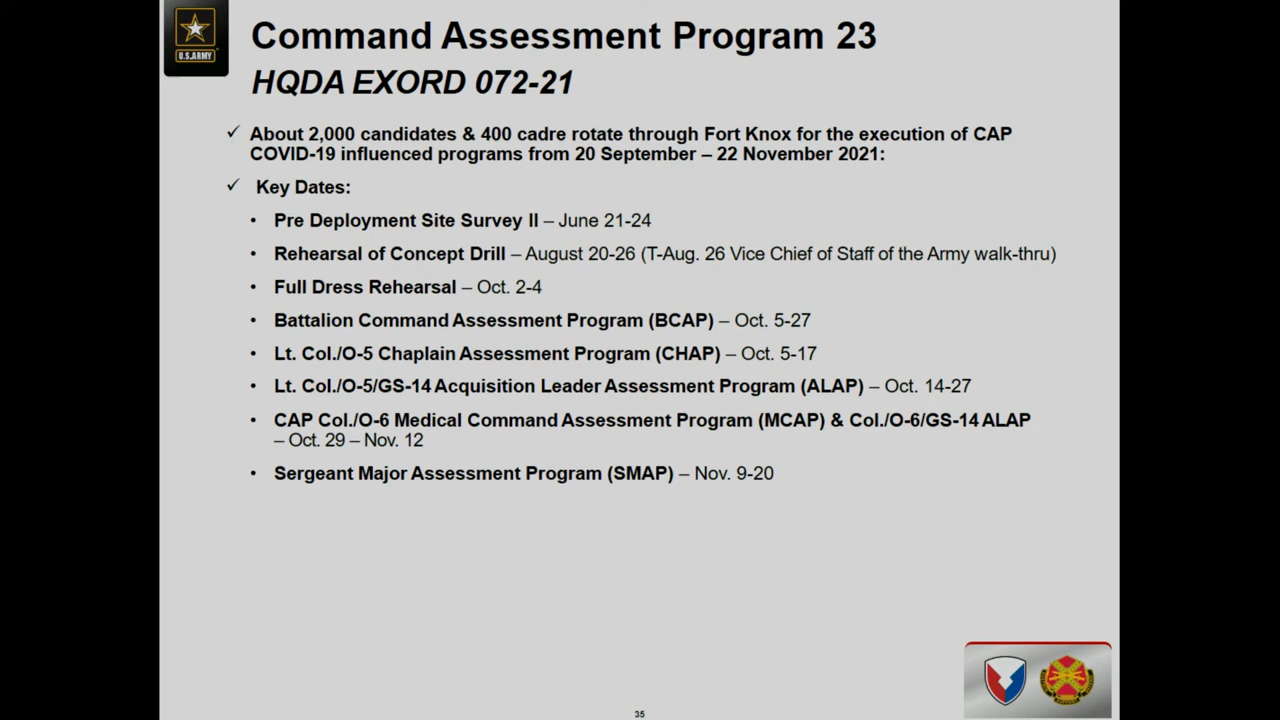 U.S.ARMY
Command Assessment Program 23
HQDA EXORD 072-21
✓ About 2,000 candidates & 400 cadre rotate through Fort Knox for the execution of CAP
COVID-19 influenced programs from 20 September – 22 November 2021:
✓ Key Dates:
• Pre Deployment Site Survey II – June 21-24
• Rehearsal of Concept Drill – August 20-26 (T-Aug. 26 Vice Chief of Staff of the Army walk-thru)
• Full Dress Rehearsal – Oct. 2-4
• Battalion Command Assessment Program (BCAP) – Oct. 5-27
• Lt. Col./O-5 Chaplain Assessment Program (CHAP) – Oct. 5-17
• Lt. Col./O-5/GS-14 Acquisition Leader Assessment Program (ALAP) – Oct. 14-27
• CAP Col./O-6 Medical Command Assessment Program (MCAP) & Col./O-6/GS-14 ALAP
– Oct. 29 – Nov. 12
• Sergeant Major Assessment Program (SMAP) – Nov. 9-20
SUPPORT
35